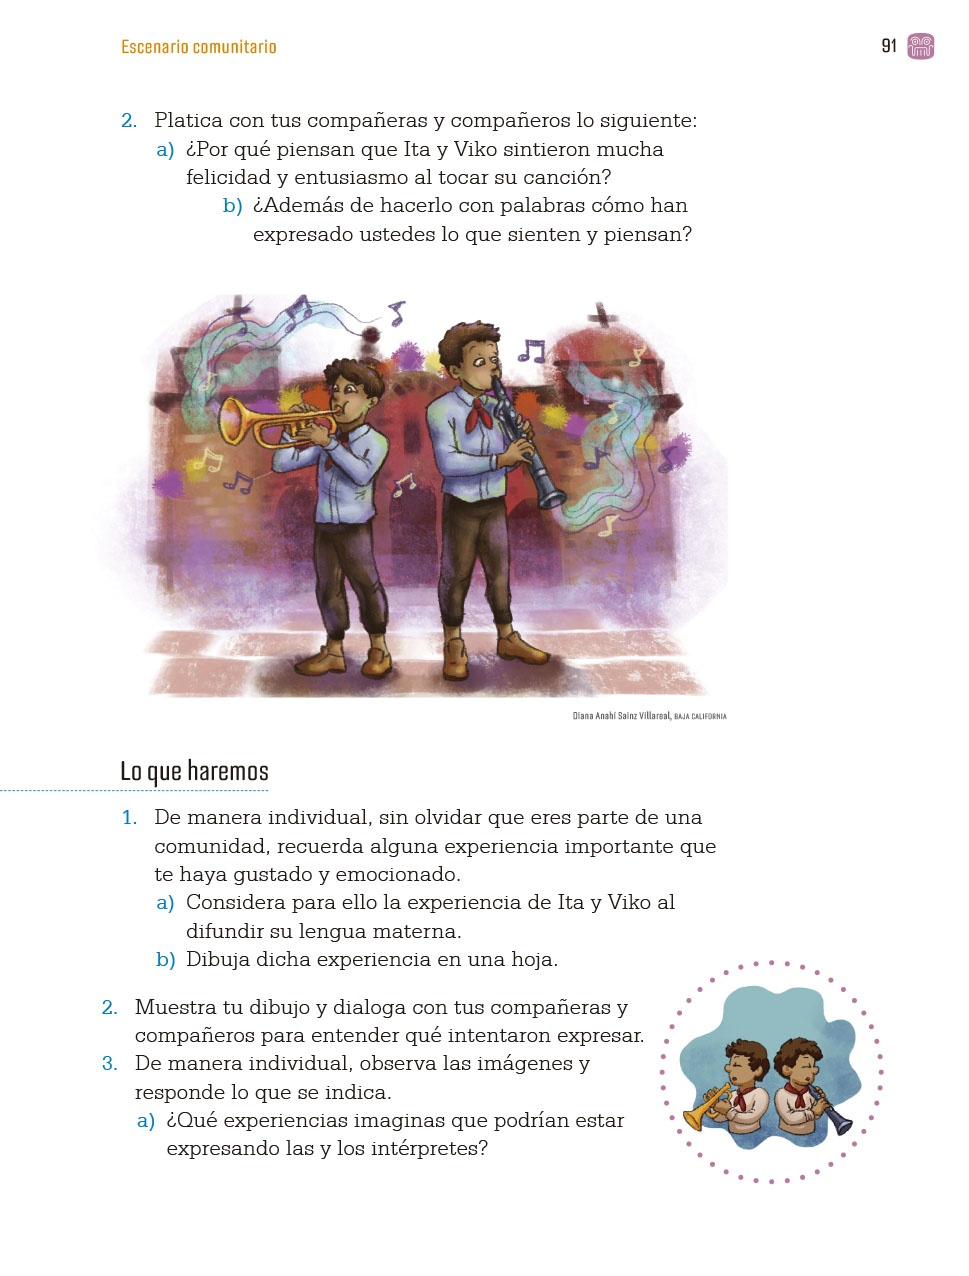 Escenario comunitario
91
2. Platica con tus compañeras y compañeros lo siguiente:
a) ¿Por qué piensan que Ita y Viko sintieron mucha
felicidad y entusiasmo al tocar su canción?
b) ¿Además de hacerlo con palabras cómo han
expresado ustedes lo que sienten y piensan?
Diana Anahí Sainz Villareal, BAJA CALIFORNIA
Lo que haremos
1. De manera individual, sin olvidar que eres parte de una
comunidad, recuerda alguna experiencia importante que
te haya gustado y emocionado.
a) Considera para ello la experiencia de Ita y Viko al
difundir su lengua materna.
b) Dibuja dicha experiencia en una hoja.
2. Muestra tu dibujo y dialoga con tus compañeras y
compañeros para entender qué intentaron expresar.
3. De manera individual, observa las imágenes y
responde lo que se indica.
a) ¿Qué experiencias imaginas que podrían estar
expresando las y los intérpretes?